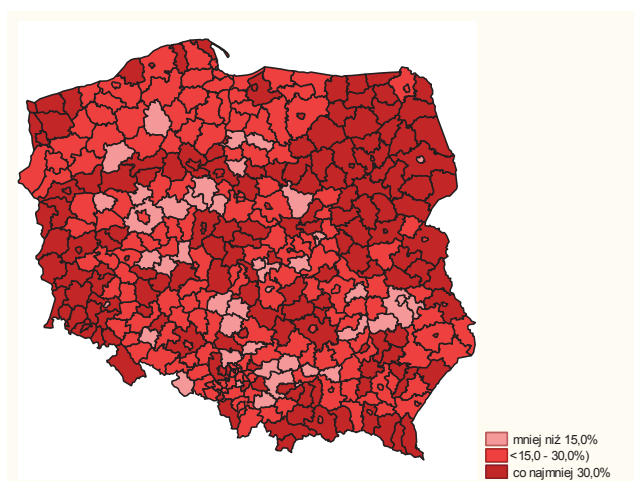 mniej niż 15,0%
<15,0 - 30,0%)
co najmniej 30,0%